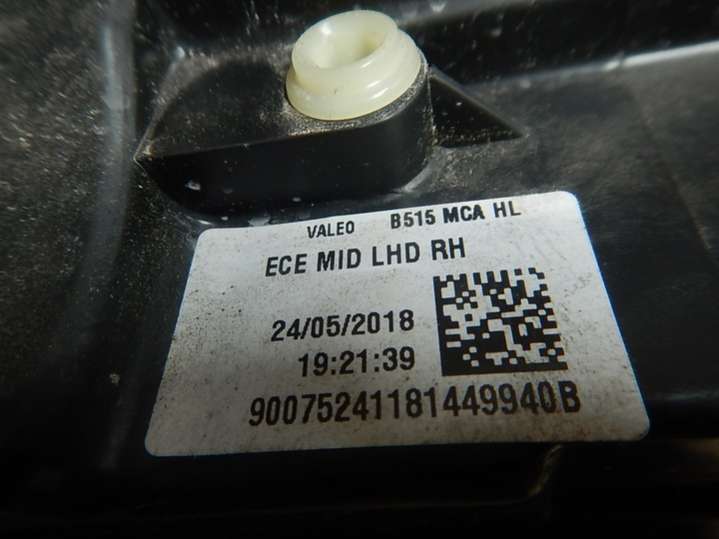 VALEO B515 MCA HL
ECE MID LHD RH
24/05/2018
19:21:39
90075241181449940B